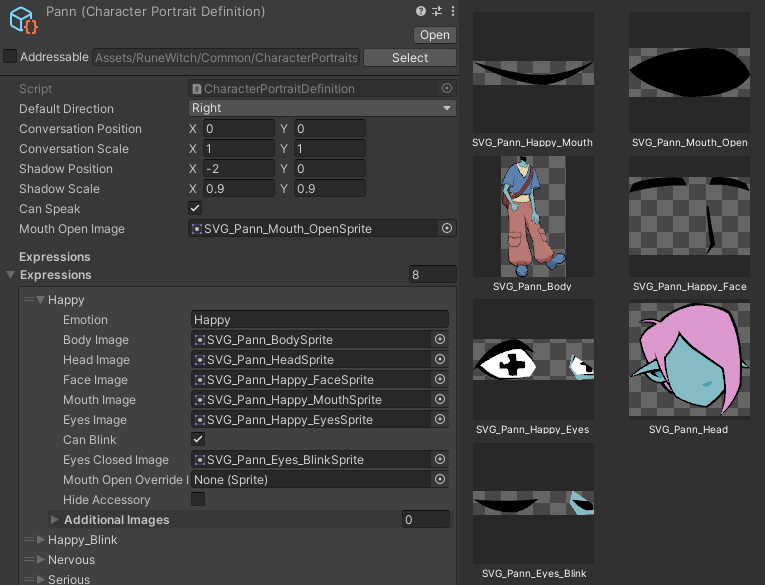 Pann (Character Portrait Definition)
Open
Addressable Assets/RuneWitch/Common/CharacterPortraits Select
Script CharacterPortraitDefinition
Default Direction Right
Conversation Position X 0 Y 0
Conversation Scale X 1 Y 1
Shadow Position X -2 Y 0
Shadow Scale X 0.9 Y 0.9
Can Speak
Mouth Open Image SVG_Pann_Mouth_OpenSprite
Expressions
Expressions 8
Happy
Emotion Happy
Body Image SVG_Pann_BodySprite
Head Image SVG_Pann_HeadSprite
Face Image SVG_Pann_Happy_FaceSprite
Mouth Image SVG_Pann_Happy_MouthSprite
Eyes Image SVG_Pann_Happy_EyesSprite
Can Blink
Eyes Closed Image SVG_Pann_Eyes_BlinkSprite
Mouth Open Override I None (Sprite)
Hide Accessory
Additional Images 0
Happy_Blink
Nervous
Serious
SVG_Pann_Happy_Mouth
SVG_Pann_Mouth_Open
SVG_Pann_Body
SVG_Pann_Happy_Face
SVG_Pann_Happy_Eyes
SVG_Pann_Head
SVG_Pann_Eyes_Blink